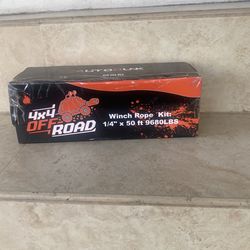 4x4
OFF ROAD
Winch Rope Kit:
1/4" x 50 ft 9680LBS